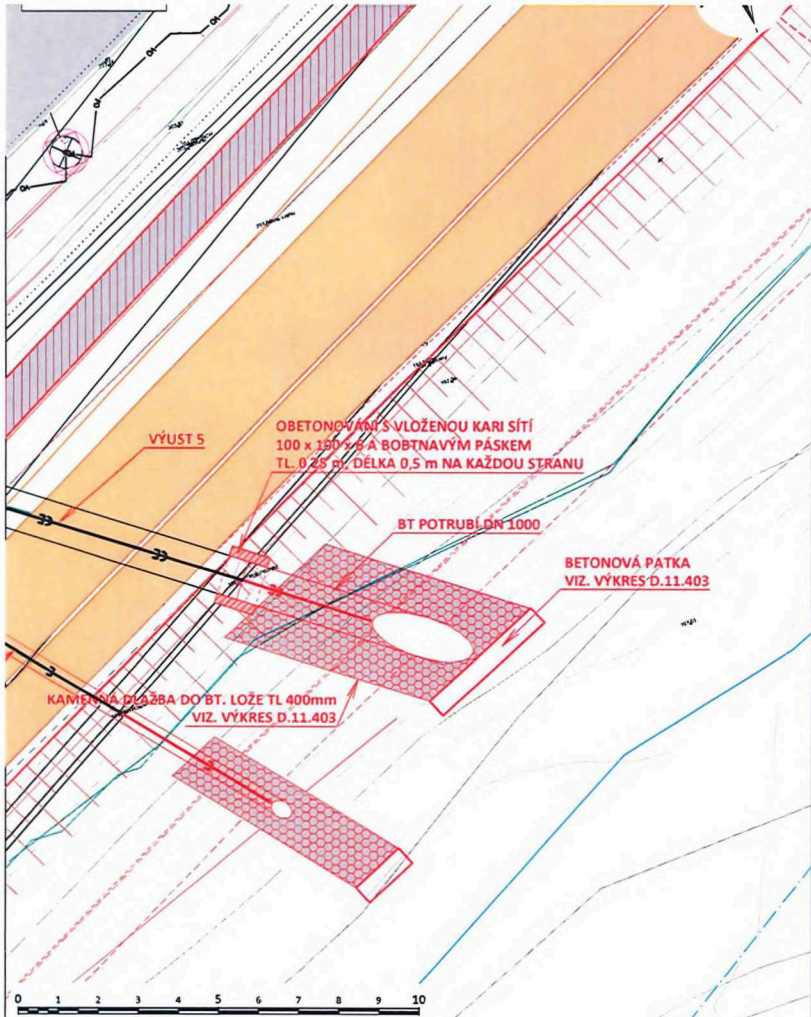 VÝUST 5
OBETONOVÁNÍ S VLOŽENOU KARI SÍTÍ
100 x 100 x 6 A BOBTNAVÝM PÁSKEM
TL. 0,25 m, DÉLKA 0,5 m NA KAŽDOU STRANU
BT POTRUBÍ DN 1000
BETONOVÁ PATKA
VIZ. VÝKRES D.11.403
KAMENNÁ DLAŽBA DO BT. LOŽE TL 400mm
VIZ. VÝKRES D.11.403
0 1 2 3 4 5 6 7 8 9 10